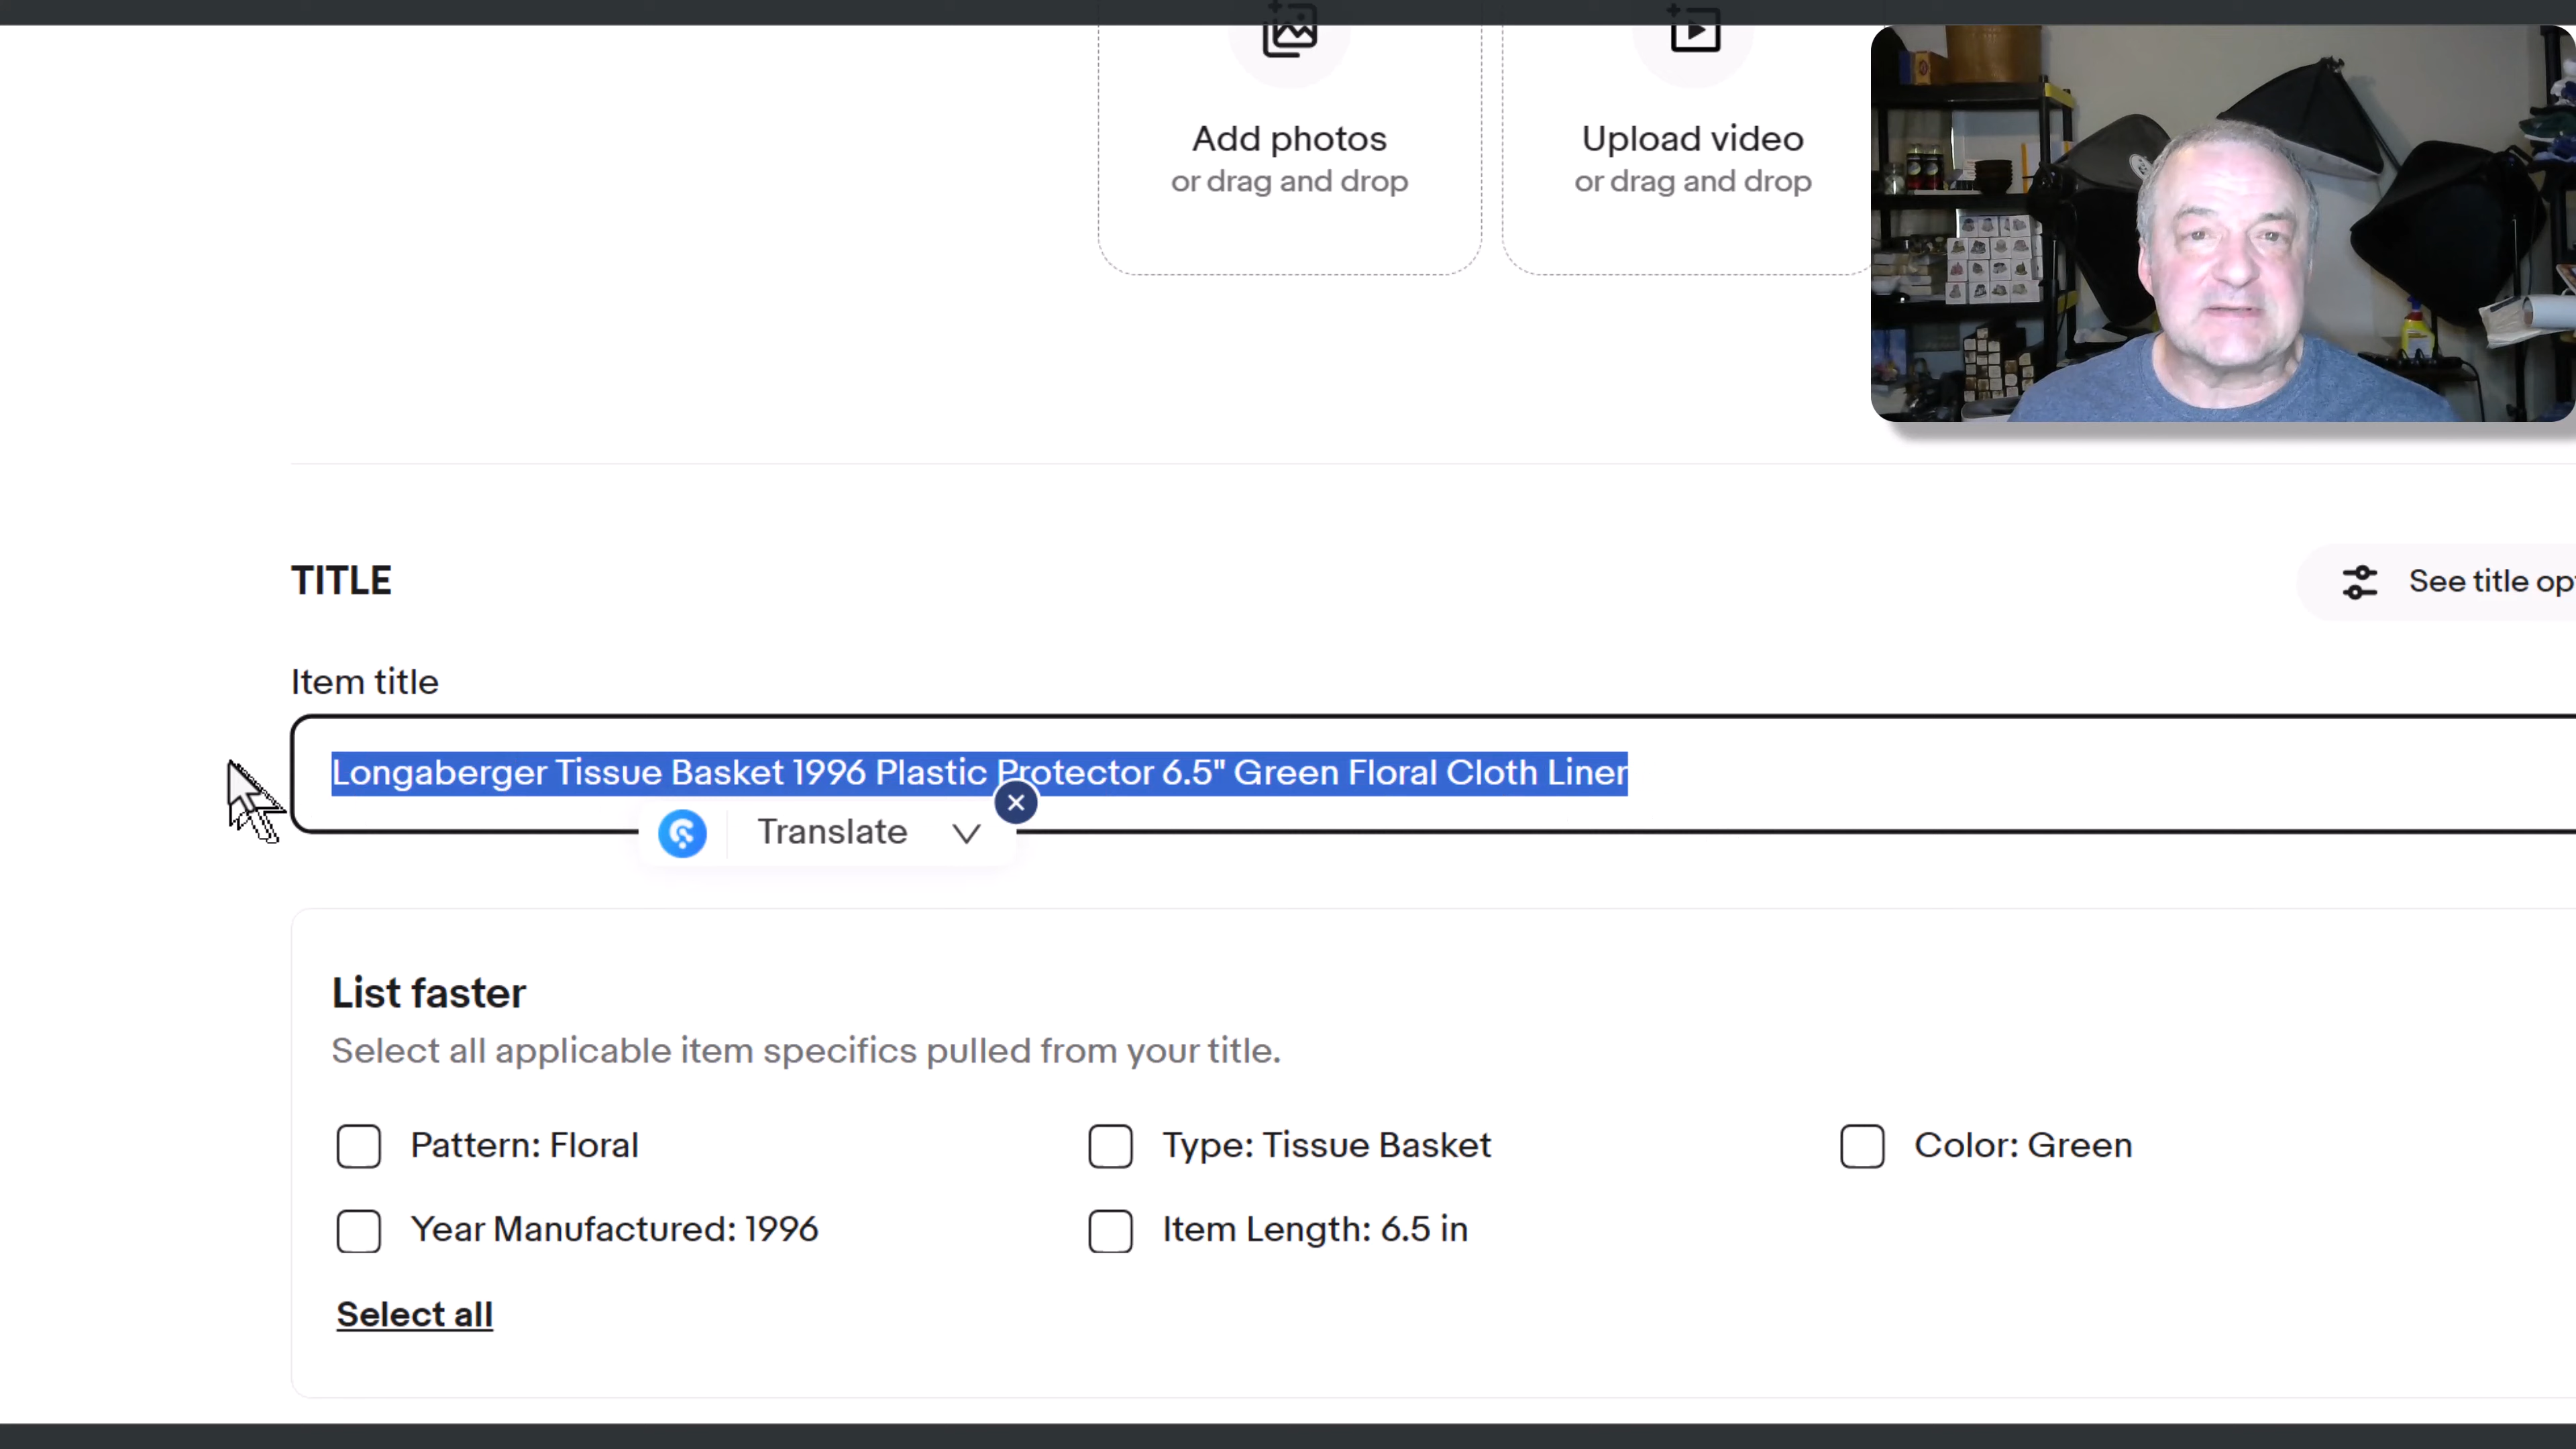 Add photos
or drag and drop
Upload video
or drag and drop
TITLE
See title op
Item title
Longaberger Tissue Basket 1996 Plastic Protector 6.5" Green Floral Cloth Liner
Translate
List faster
Select all applicable item specifics pulled from your title.
Pattern: Floral
Type: Tissue Basket
Color: Green
Year Manufactured: 1996
Item Length: 6.5 in
Select all